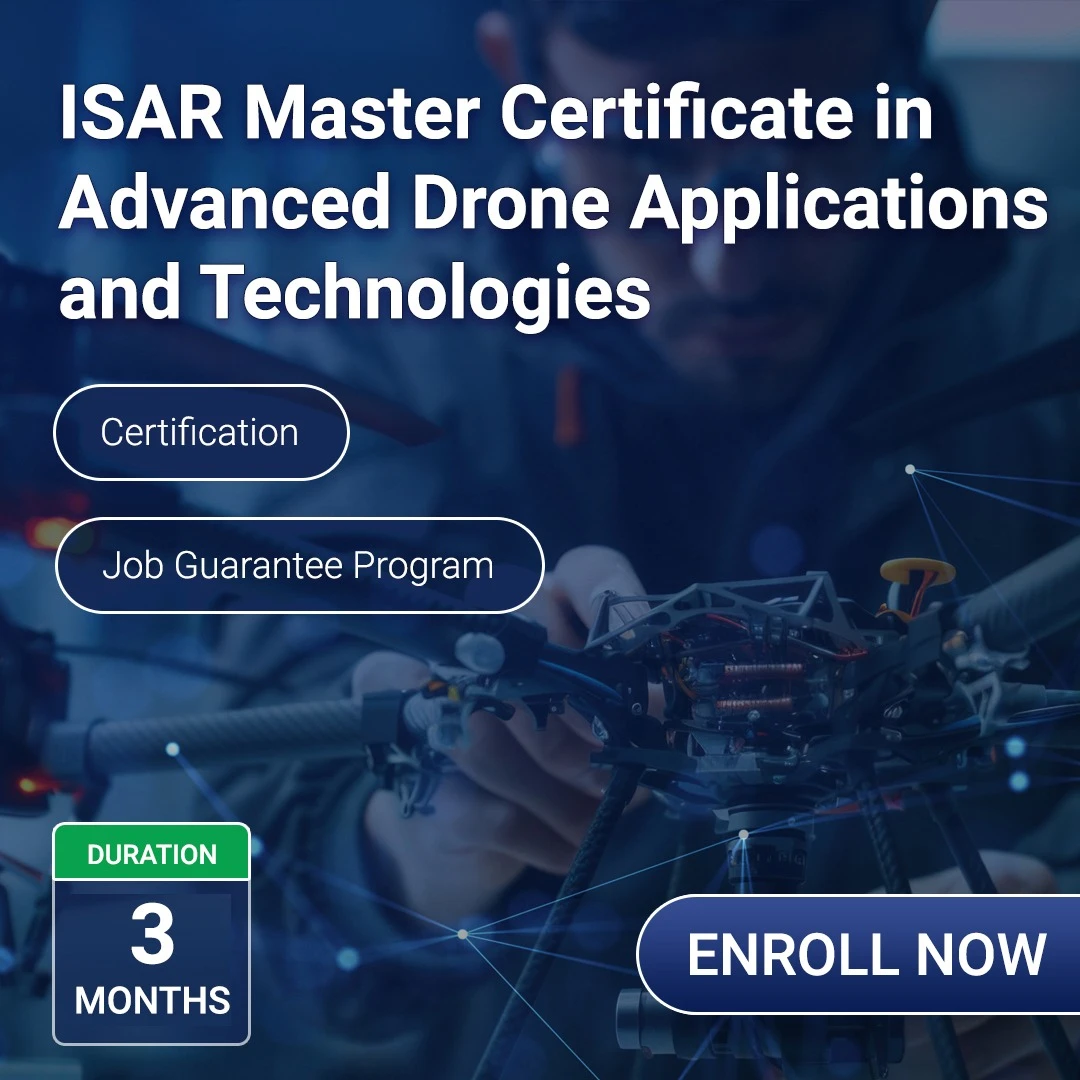 ISAR Master Certificate in
Advanced Drone Applications
and Technologies
Certification
Job Guarantee Program
DURATION
3
MONTHS
ENROLL NOW